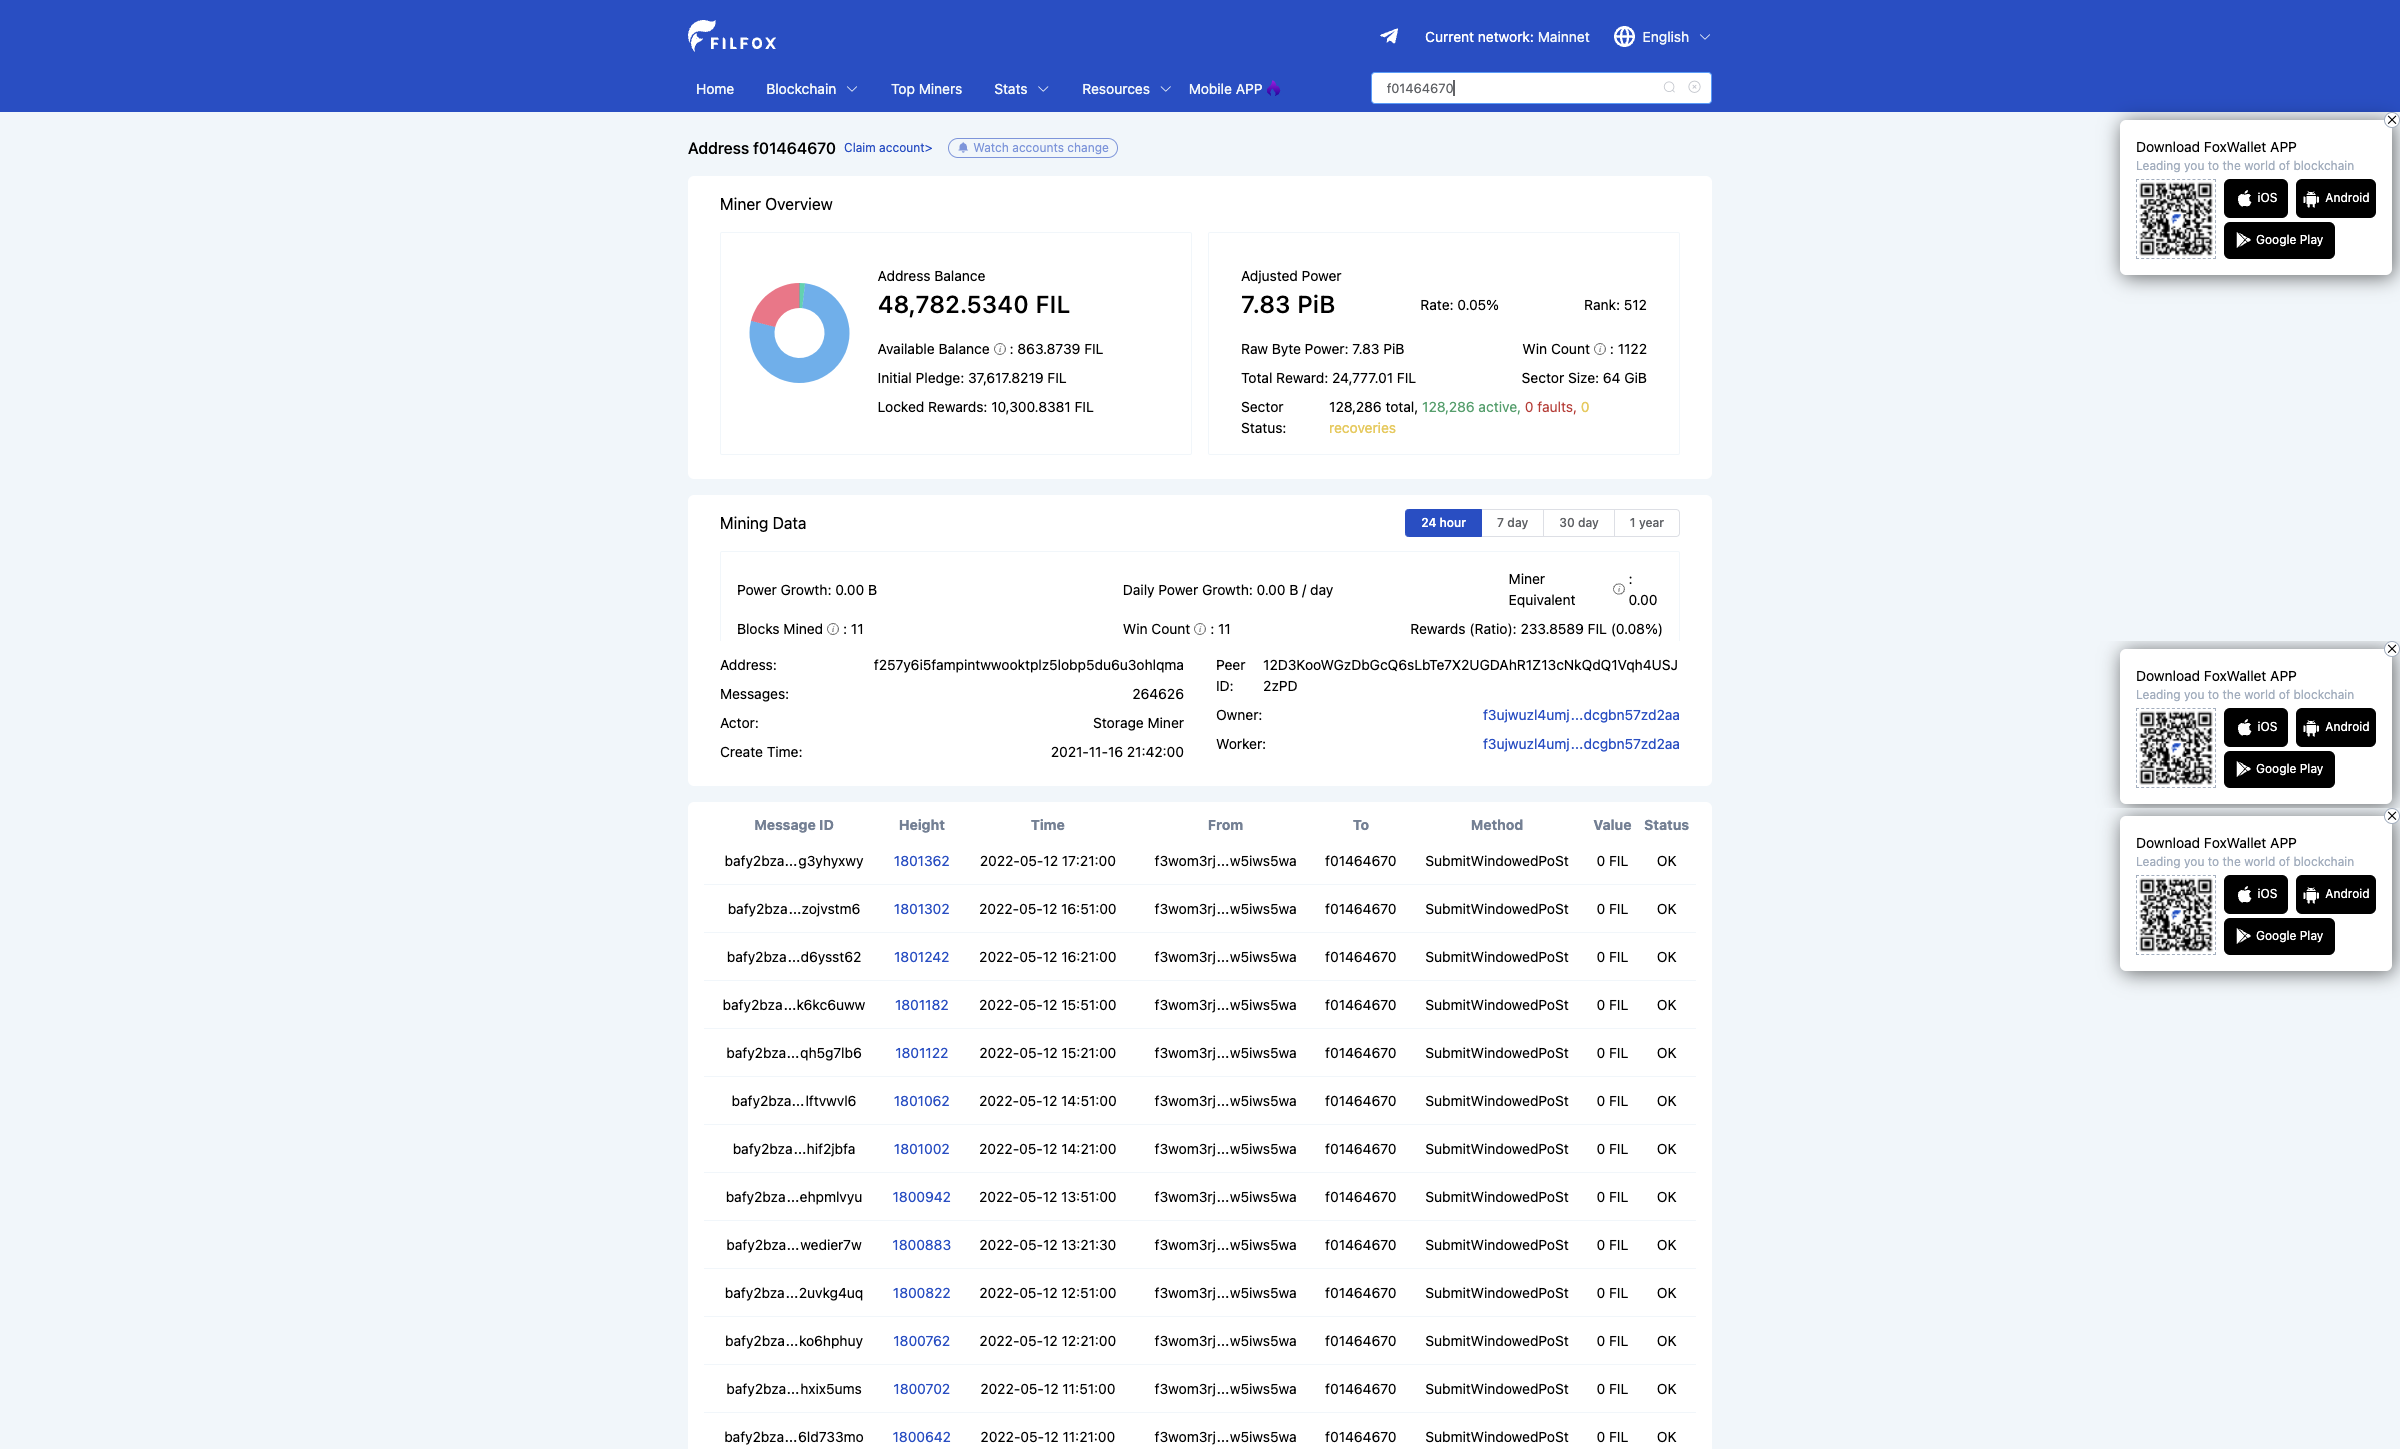 FILFOX
Current network: Mainnet
English
Home
Blockchain
Top Miners
Stats
Resources
Mobile APP
f01464670
Address f01464670 Claim account> Watch accounts change
Miner Overview
Address Balance
48,782.5340 FIL
Available Balance : 863.8739 FIL
Initial Pledge: 37,617.8219 FIL
Locked Rewards: 10,300.8381 FIL
Adjusted Power
7.83 PiB Rate: 0.05% Rank: 512
Raw Byte Power: 7.83 PiB Win Count : 1122
Total Reward: 24,777.01 FIL Sector Size: 64 GiB
Sector Status: 128,286 total, 128,286 active, 0 faults, 0 recoveries
Mining Data
24 hour 7 day 30 day 1 year
Power Growth: 0.00 B Daily Power Growth: 0.00 B / day Miner Equivalent : 0.00
Blocks Mined : 11 Win Count : 11 Rewards (Ratio): 233.8589 FIL (0.08%)
Address: f257y6i5fampintwwooktplz5lobp5du6u3ohlqma
Messages: 264626
Actor: Storage Miner
Create Time: 2021-11-16 21:42:00
Peer ID: 12D3KooWGzDbGcQ6sLbTe7X2UGDAhR1Z13cNkQdQ1Vqh4USJ
2zPD
Owner: f3ujwuzl4umj...dcgbn57zd2aa
Worker: f3ujwuzl4umj...dcgbn57zd2aa
Message ID Height Time From To Method Value Status
bafy2bza...g3yhyxwy 1801362 2022-05-12 17:21:00 f3wom3rj...w5iws5wa f01464670 SubmitWindowedPoSt 0 FIL OK
bafy2bza...zojvstm6 1801302 2022-05-12 16:51:00 f3wom3rj...w5iws5wa f01464670 SubmitWindowedPoSt 0 FIL OK
bafy2bza...d6ysst62 1801242 2022-05-12 16:21:00 f3wom3rj...w5iws5wa f01464670 SubmitWindowedPoSt 0 FIL OK
bafy2bza...k6kc6uww 1801182 2022-05-12 15:51:00 f3wom3rj...w5iws5wa f01464670 SubmitWindowedPoSt 0 FIL OK
bafy2bza...qh5g7lb6 1801122 2022-05-12 15:21:00 f3wom3rj...w5iws5wa f01464670 SubmitWindowedPoSt 0 FIL OK
bafy2bza...lftvwvl6 1801062 2022-05-12 14:51:00 f3wom3rj...w5iws5wa f01464670 SubmitWindowedPoSt 0 FIL OK
bafy2bza...hif2jbfa 1801002 2022-05-12 14:21:00 f3wom3rj...w5iws5wa f01464670 SubmitWindowedPoSt 0 FIL OK
bafy2bza...ehpmlvyu 1800942 2022-05-12 13:51:00 f3wom3rj...w5iws5wa f01464670 SubmitWindowedPoSt 0 FIL OK
bafy2bza...wedier7w 1800883 2022-05-12 13:21:30 f3wom3rj...w5iws5wa f01464670 SubmitWindowedPoSt 0 FIL OK
bafy2bza...2uvkg4uq 1800822 2022-05-12 12:51:00 f3wom3rj...w5iws5wa f01464670 SubmitWindowedPoSt 0 FIL OK
bafy2bza...ko6hphuy 1800762 2022-05-12 12:21:00 f3wom3rj...w5iws5wa f01464670 SubmitWindowedPoSt 0 FIL OK
bafy2bza...hxix5ums 1800702 2022-05-12 11:51:00 f3wom3rj...w5iws5wa f01464670 SubmitWindowedPoSt 0 FIL OK
bafy2bza...6ld733mo 1800642 2022-05-12 11:21:00 f3wom3rj...w5iws5wa f01464670 SubmitWindowedPoSt 0 FIL OK
Download FoxWallet APP
Leading you to the world of blockchain
iOS Android
Google Play
Download FoxWallet APP
Leading you to the world of blockchain
iOS Android
Google Play
Download FoxWallet APP
Leading you to the world of blockchain
iOS Android
Google Play